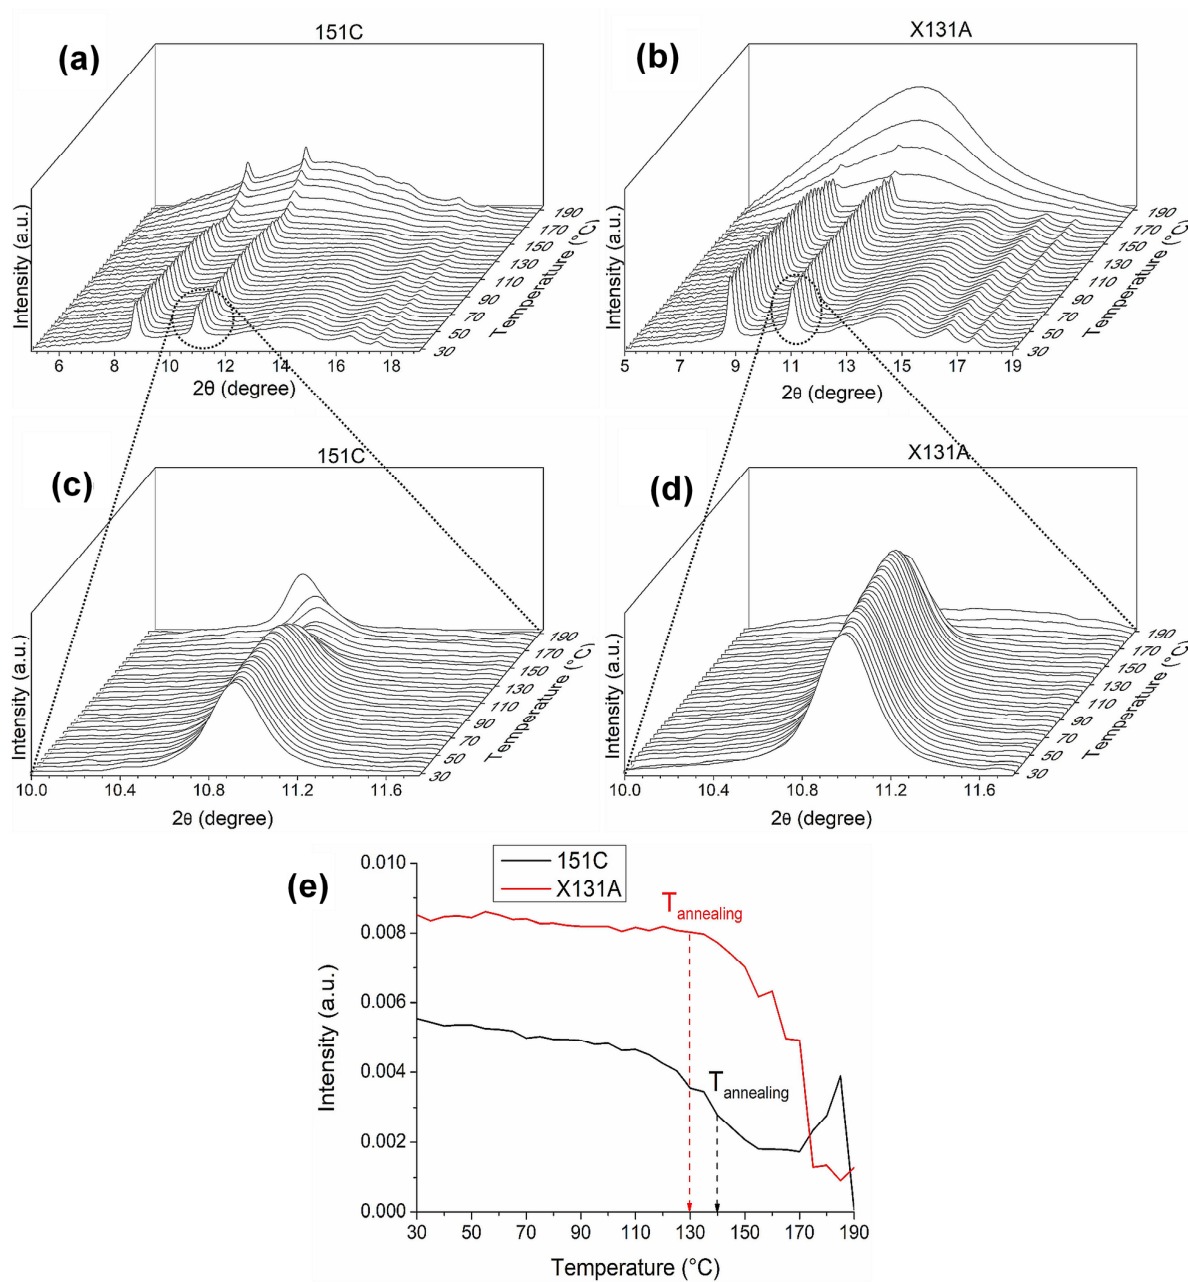 (a)
151C
Intensity (a.u.)
6 8 10 12 14 16 18
2θ (degree)
30 50 70 90 110 130 150 170 190
Temperature (°C)
(b)
X131A
Intensity (a.u.)
5 7 9 11 13 15 17 19
2θ (degree)
30 50 70 90 110 130 150 170 190
Temperature (°C)
(c)
151C
Intensity (a.u.)
10.0 10.4 10.8 11.2 11.6
2θ (degree)
30 50 70 90 110 130 150 170 190
Temperature (°C)
(d)
X131A
Intensity (a.u.)
10.0 10.4 10.8 11.2 11.6
2θ (degree)
30 50 70 90 110 130 150 170 190
Temperature (°C)
(e)
151C
X131A
Tannealing
Tannealing
Intensity (a.u.)
0.010
0.008
0.006
0.004
0.002
0.000
30 50 70 90 110 130 150 170 190
Temperature (°C)